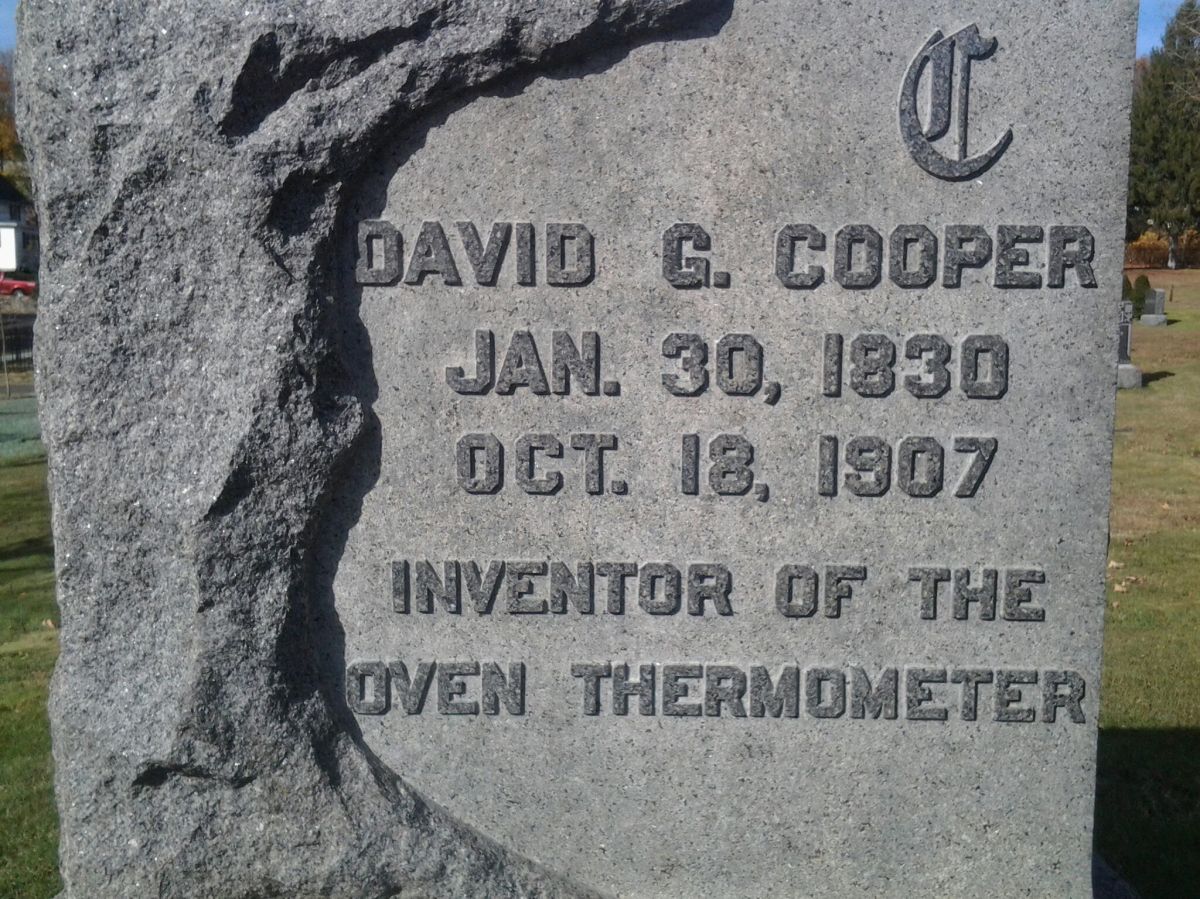 C
DAVID G. COOPER
JAN. 30, 1830
OCT. 18, 1907
INVENTOR OF THE
OVEN THERMOMETER